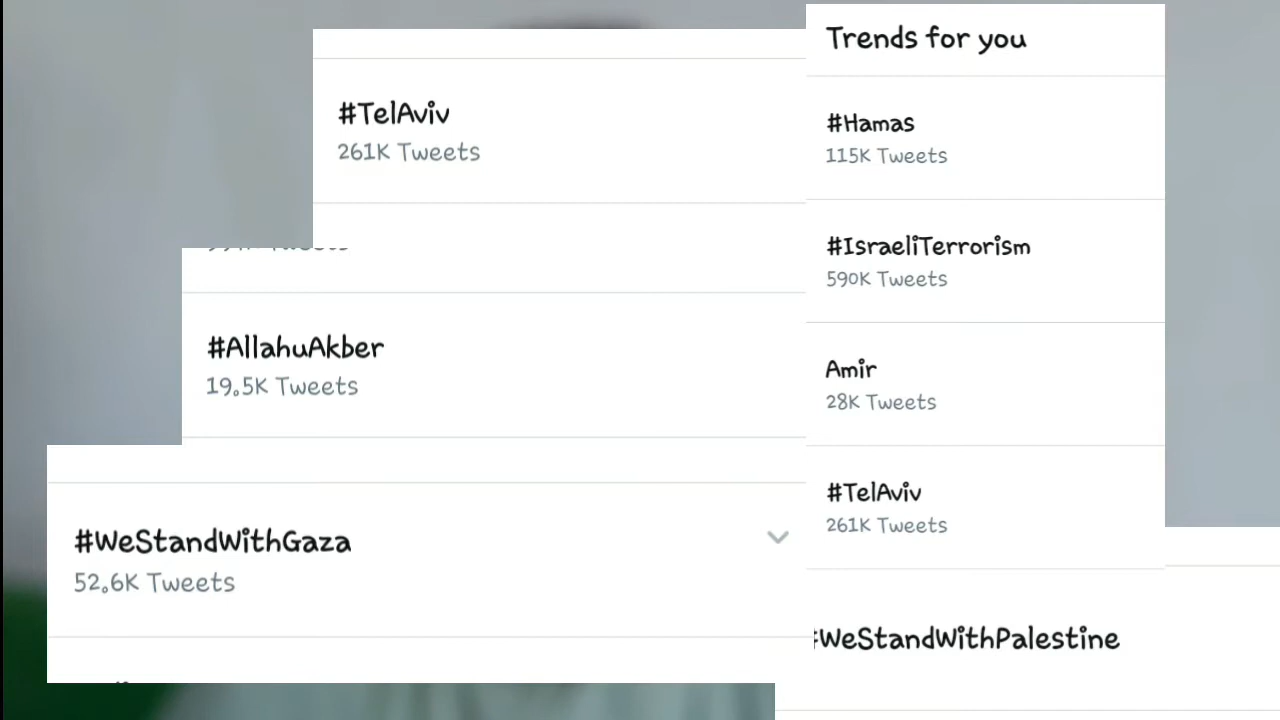 #TelAviv
261K Tweets
Tweets
#AllahuAkber
19.5K Tweets
#WeStandWithGaza
52.6K Tweets
Trends for you
#Hamas
115K Tweets
#IsraeliTerrorism
590K Tweets
Amir
28K Tweets
#TelAviv
261K Tweets
#WeStandWithPalestine